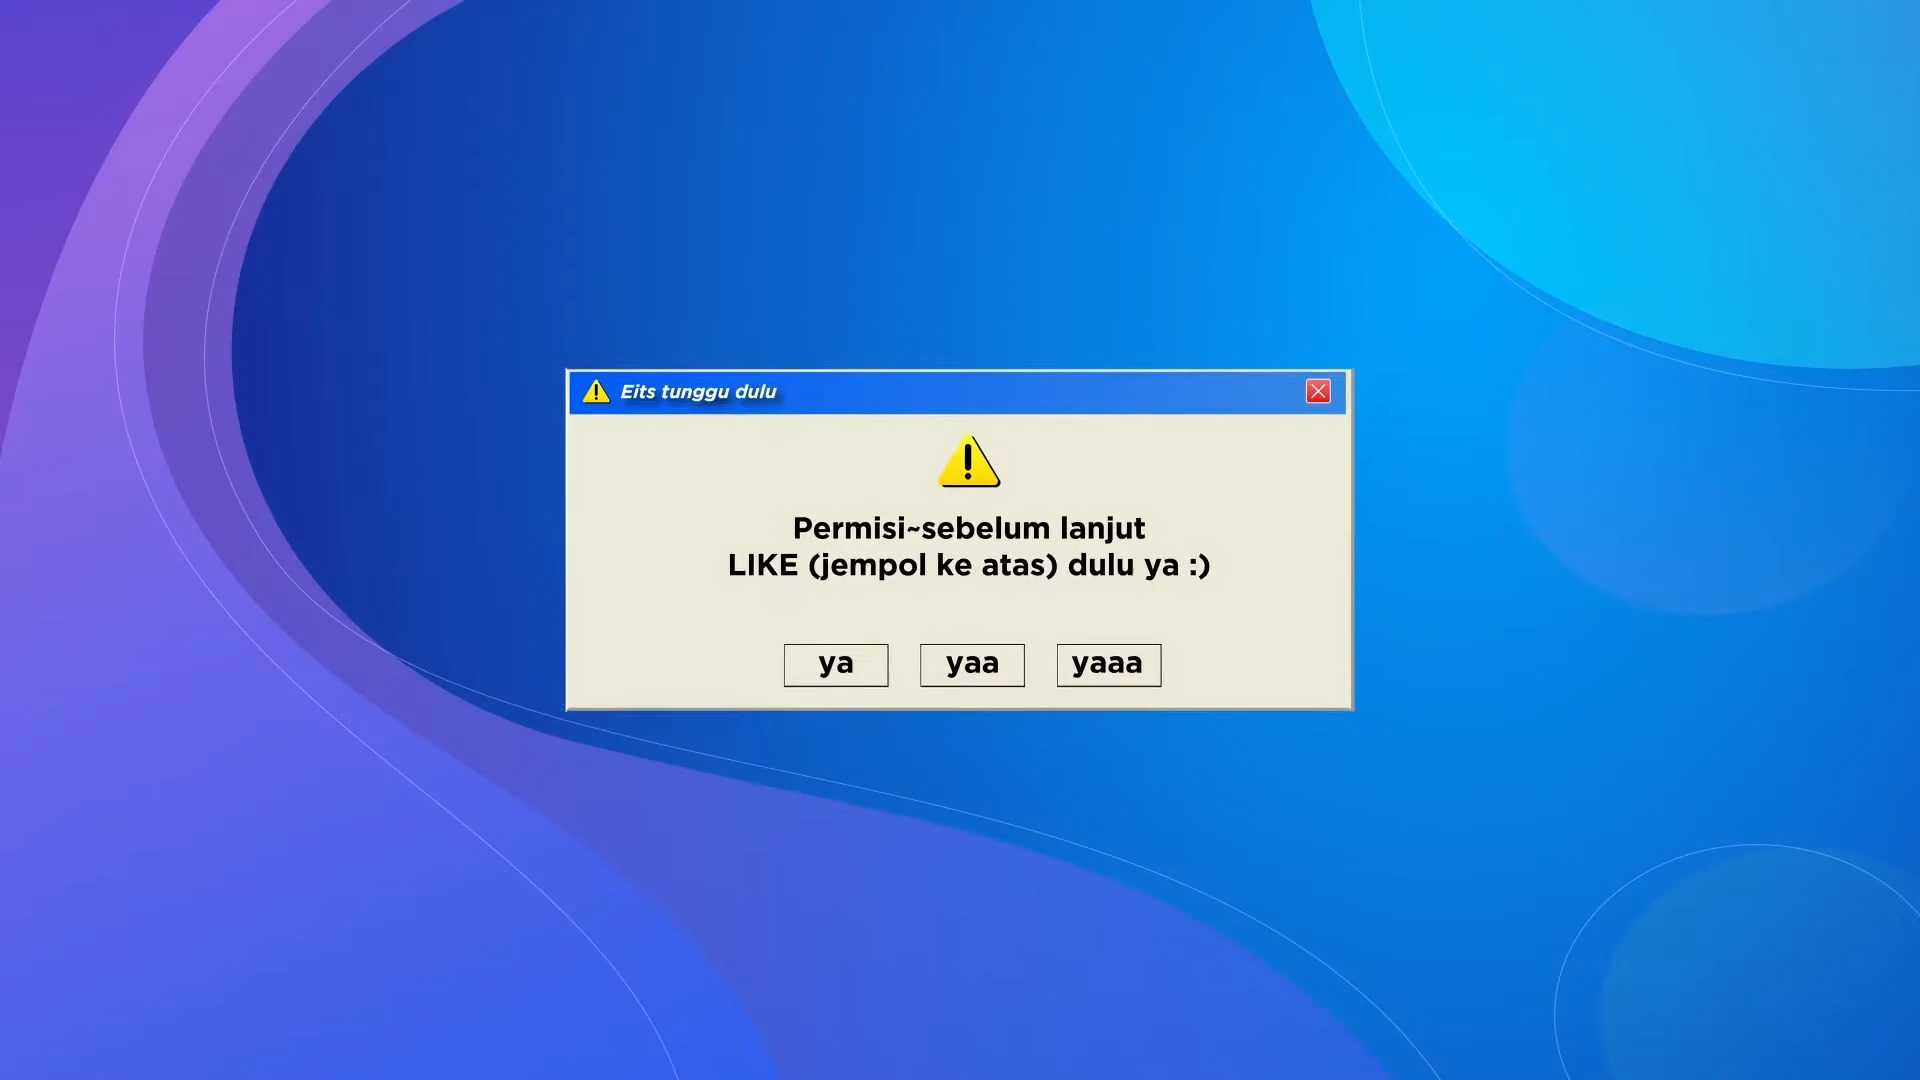 Eits tunggu dulu
Permisi~sebelum lanjut
LIKE (jempol ke atas) dulu ya :)
ya yaa yaaa